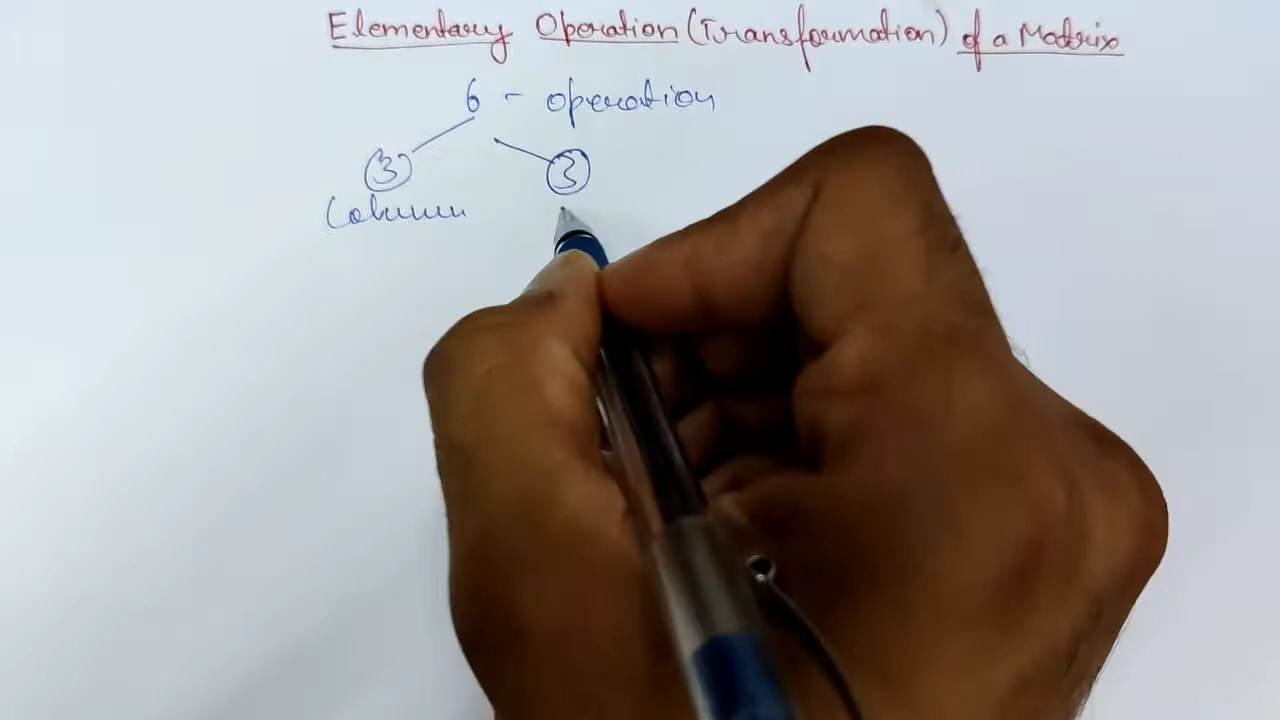 Elementary Operation (Transformation) of a Matrix
6 - operation
3 3
Column